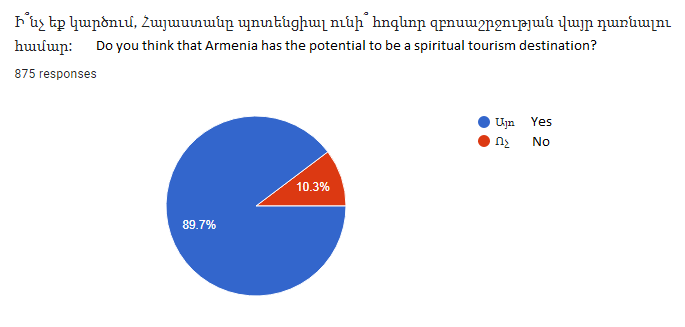 Ի՞նչ եք կարծում, Հայաստանը պոտենցիալ ունի՞ հոգևոր զբոսաշրջության վայր դառնալու
համար: Do you think that Armenia has the potential to be a spiritual tourism destination?
875 responses
Այո Yes
Ոչ No
10.3%
89.7%